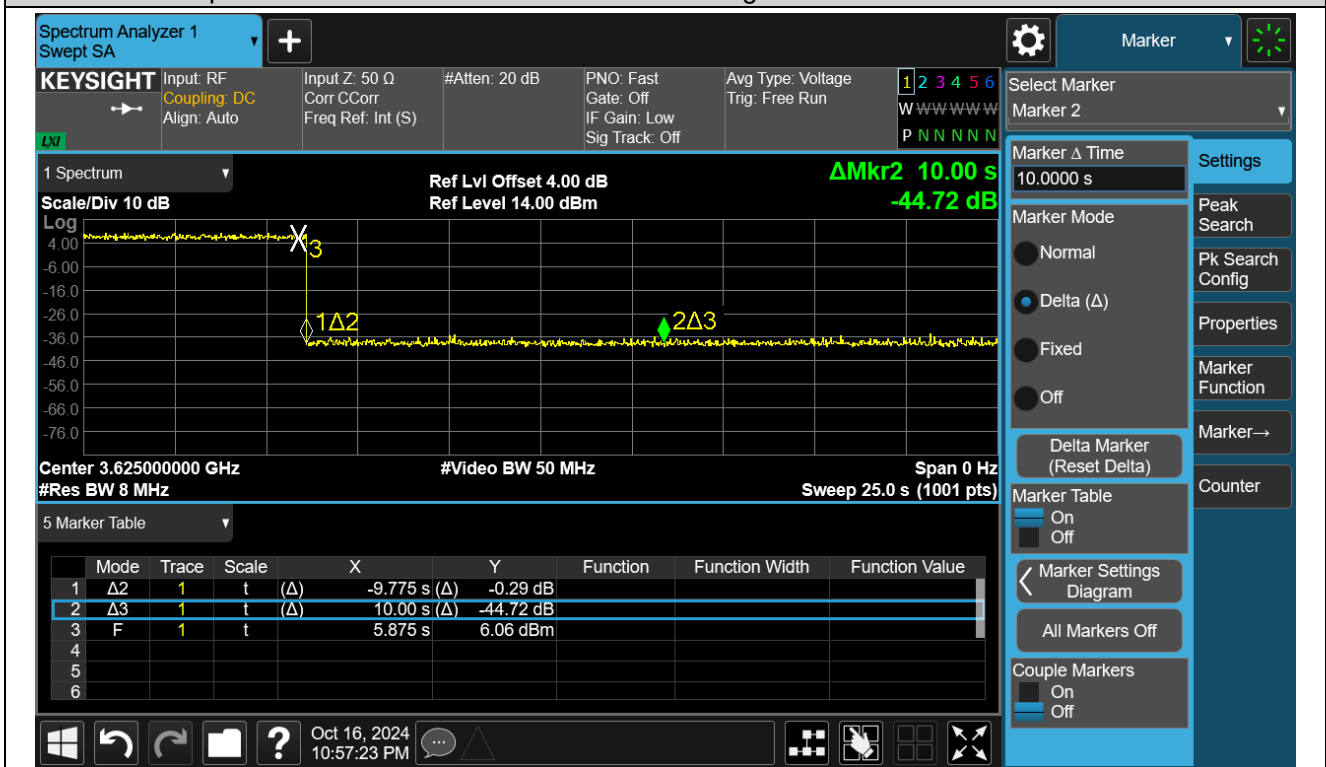 Spectrum Analyzer 1
Swept SA
Marker
KEYSIGHT
LXI
Input: RF
Coupling: DC
Align: Auto
Input Z: 50 Ω
Corr CCorr
Freq Ref: Int (S)
#Atten: 20 dB
PNO: Fast
Gate: Off
IF Gain: Low
Sig Track: Off
Avg Type: Voltage
Trig: Free Run
1 2 3 4 5 6
W W W W W W
P N N N N N
1 Spectrum
Scale/Div 10 dB
Ref Lvl Offset 4.00 dB
Ref Level 14.00 dBm
ΔMkr2 10.00 s
-44.72 dB
Log
4.00
-6.00
-16.0
-26.0
-36.0
-46.0
-56.0
-66.0
-76.0
3
1Δ2
2Δ3
Center 3.625000000 GHz
#Video BW 50 MHz
Span 0 Hz
#Res BW 8 MHz
Sweep 25.0 s (1001 pts)
5 Marker Table
Mode Trace Scale X Y Function Function Width Function Value
1 Δ2 1 t (Δ) -9.775 s (Δ) -0.29 dB
2 Δ3 1 t (Δ) 10.00 s (Δ) -44.72 dB
3 F 1 t 5.875 s 6.06 dBm
4
5
6
Select Marker
Marker 2
Marker Δ Time
10.0000 s
Marker Mode
Normal
Delta (Δ)
Fixed
Off
Delta Marker
(Reset Delta)
Marker Table
On
Off
Marker Settings
Diagram
All Markers Off
Couple Markers
On
Off
Settings
Peak
Search
Pk Search
Config
Properties
Marker
Function
Marker→
Counter
Oct 16, 2024
10:57:23 PM